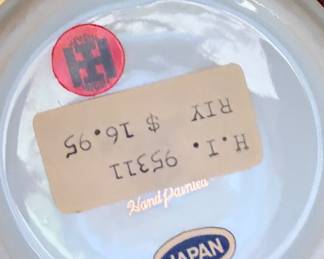 H
H.I. 95311
RIY $ 16.95
Hand Painted
JAPAN